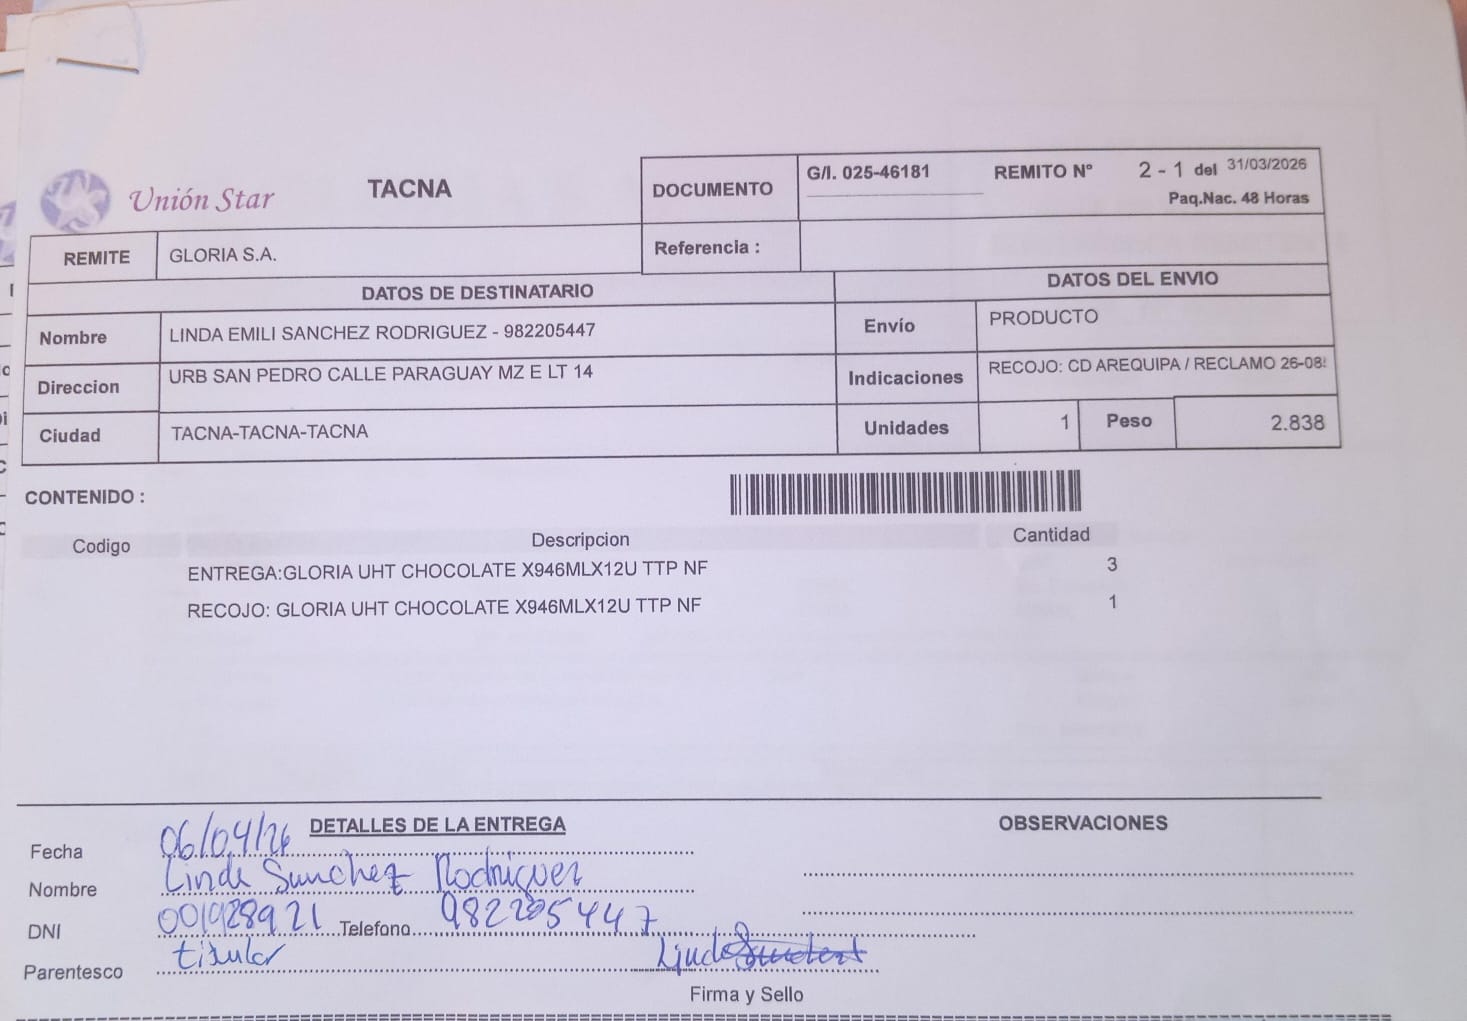 Unión Star
TACNA
DOCUMENTO
G/I. 025-46181
REMITO Nº 2 - 1 del 31/03/2026
Paq.Nac. 48 Horas
REMITE GLORIA S.A.
Referencia :
DATOS DE DESTINATARIO
DATOS DEL ENVIO
Nombre LINDA EMILI SANCHEZ RODRIGUEZ - 982205447
Envío PRODUCTO
Direccion URB SAN PEDRO CALLE PARAGUAY MZ E LT 14
Indicaciones RECOJO: CD AREQUIPA / RECLAMO 26-08
Ciudad TACNA-TACNA-TACNA
Unidades 1 Peso 2.838
CONTENIDO :
Codigo Descripcion Cantidad
ENTREGA:GLORIA UHT CHOCOLATE X946MLX12U TTP NF 3
RECOJO: GLORIA UHT CHOCOLATE X946MLX12U TTP NF 1
DETALLES DE LA ENTREGA
OBSERVACIONES
Fecha 06/04/26
Nombre Linda Sanchez Rodriguez
DNI 001928921 Telefono 982205447
Parentesco titular
Linda
Firma y Sello